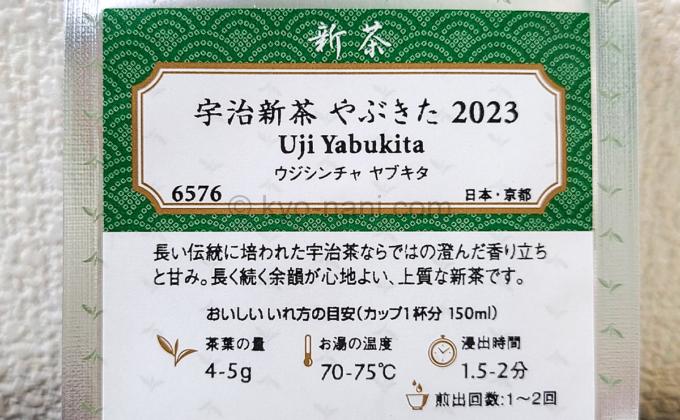 新茶
宇治新茶 やぶきた 2023
Uji Yabukita
ウジシンチャ ヤブキタ
6576
日本・京都
© kyo-nani.com
長い伝統に培われた宇治茶ならではの澄んだ香り立ち
と甘み。長く続く余韻が心地よい、上質な新茶です。
おいしいいれ方の目安(カップ1杯分 150ml)
茶葉の量
4-5g
お湯の温度
70-75℃
浸出時間
1.5-2分
煎出回数:1〜2回